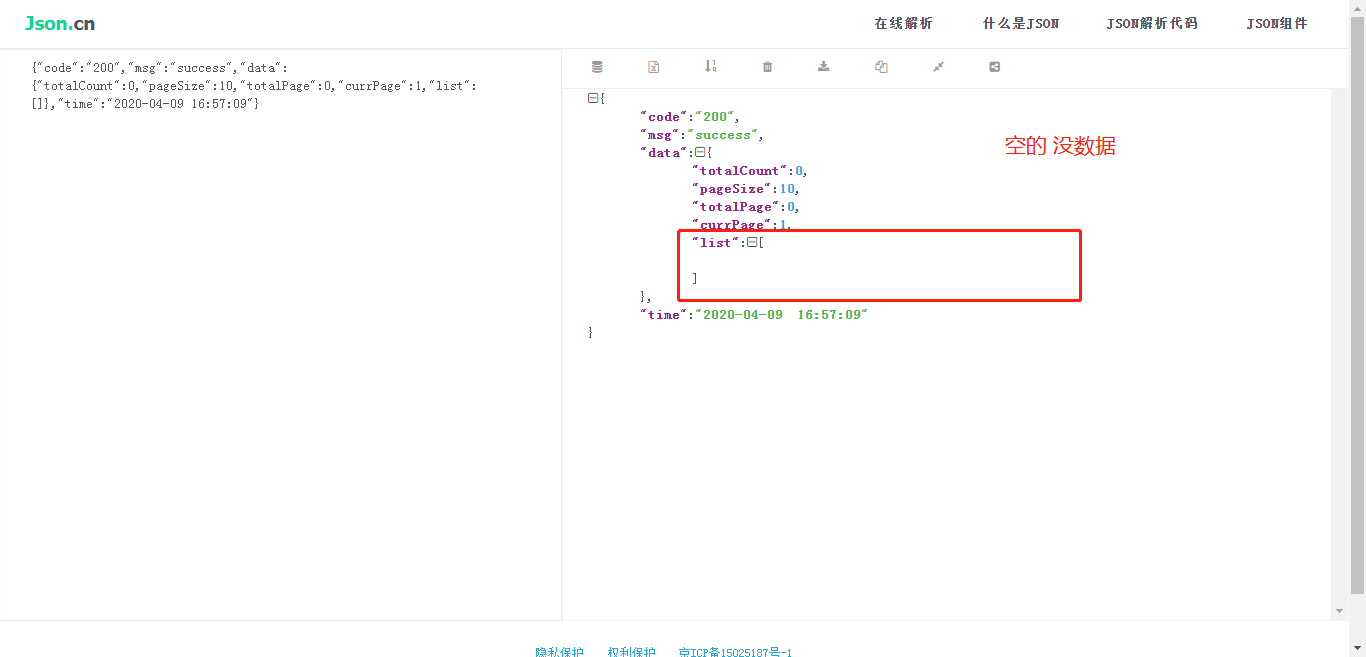 Json.cn
在线解析
什么是JSON
JSON解析代码
JSON组件
{"code":"200","msg":"success","data":
{"totalCount":0,"pageSize":10,"totalPage":0,"currPage":1,"list":
[]},"time":"2020-04-09 16:57:09"}
{
"code":"200",
"msg":"success",
"data":{
"totalCount":0,
"pageSize":10,
"totalPage":0,
"currPage":1,
"list":[
]
},
"time":"2020-04-09 16:57:09"
}
空的 没数据
隐私保护
权利保护
京ICP备15025187号-1